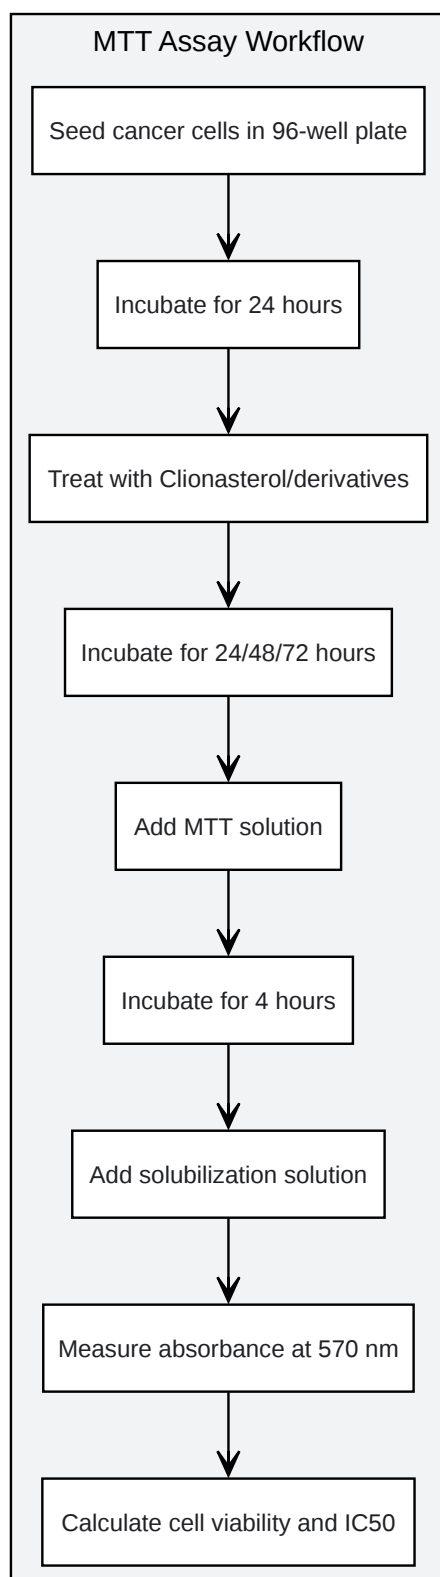 MTT Assay Workflow
Seed cancer cells in 96-well plate
Incubate for 24 hours
Treat with Clionasterol/derivatives
Incubate for 24/48/72 hours
Add MTT solution
Incubate for 4 hours
Add solubilization solution
Measure absorbance at 570 nm
Calculate cell viability and IC50